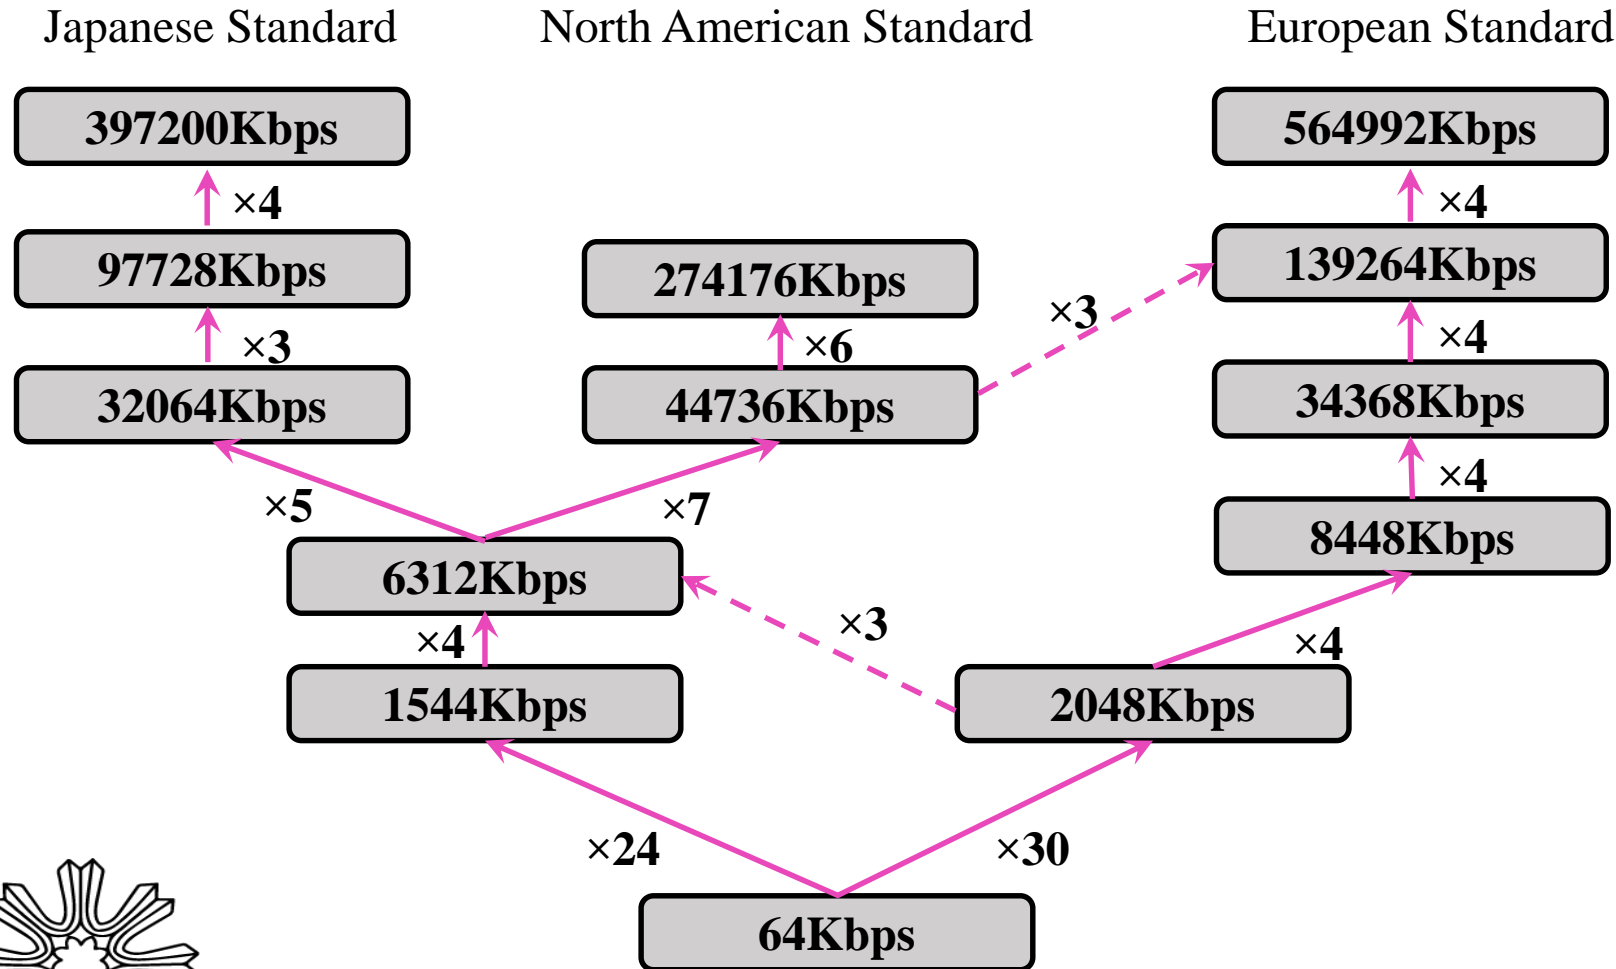 Japanese Standard
North American Standard
European Standard
397200Kbps
564992Kbps
×4
×4
97728Kbps
274176Kbps
139264Kbps
×3
×3
×6
×4
32064Kbps
44736Kbps
34368Kbps
×5
×7
×4
6312Kbps
8448Kbps
×4
×3
×4
1544Kbps
2048Kbps
×24
×30
64Kbps